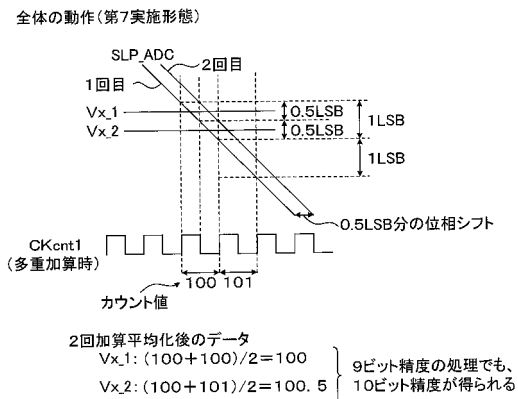 全体の動作(第7実施形態)
SLP_ADC
2回目
1回目
Vx_1
Vx_2
0.5LSB
0.5LSB
1LSB
1LSB
0.5LSB分の位相シフト
CKcnt1
(多重加算時)
100 101
カウント値
2回加算平均化後のデータ
Vx_1:(100+100)/2=100
Vx_2:(100+101)/2=100.5
9ビット精度の処理でも、
10ビット精度が得られる